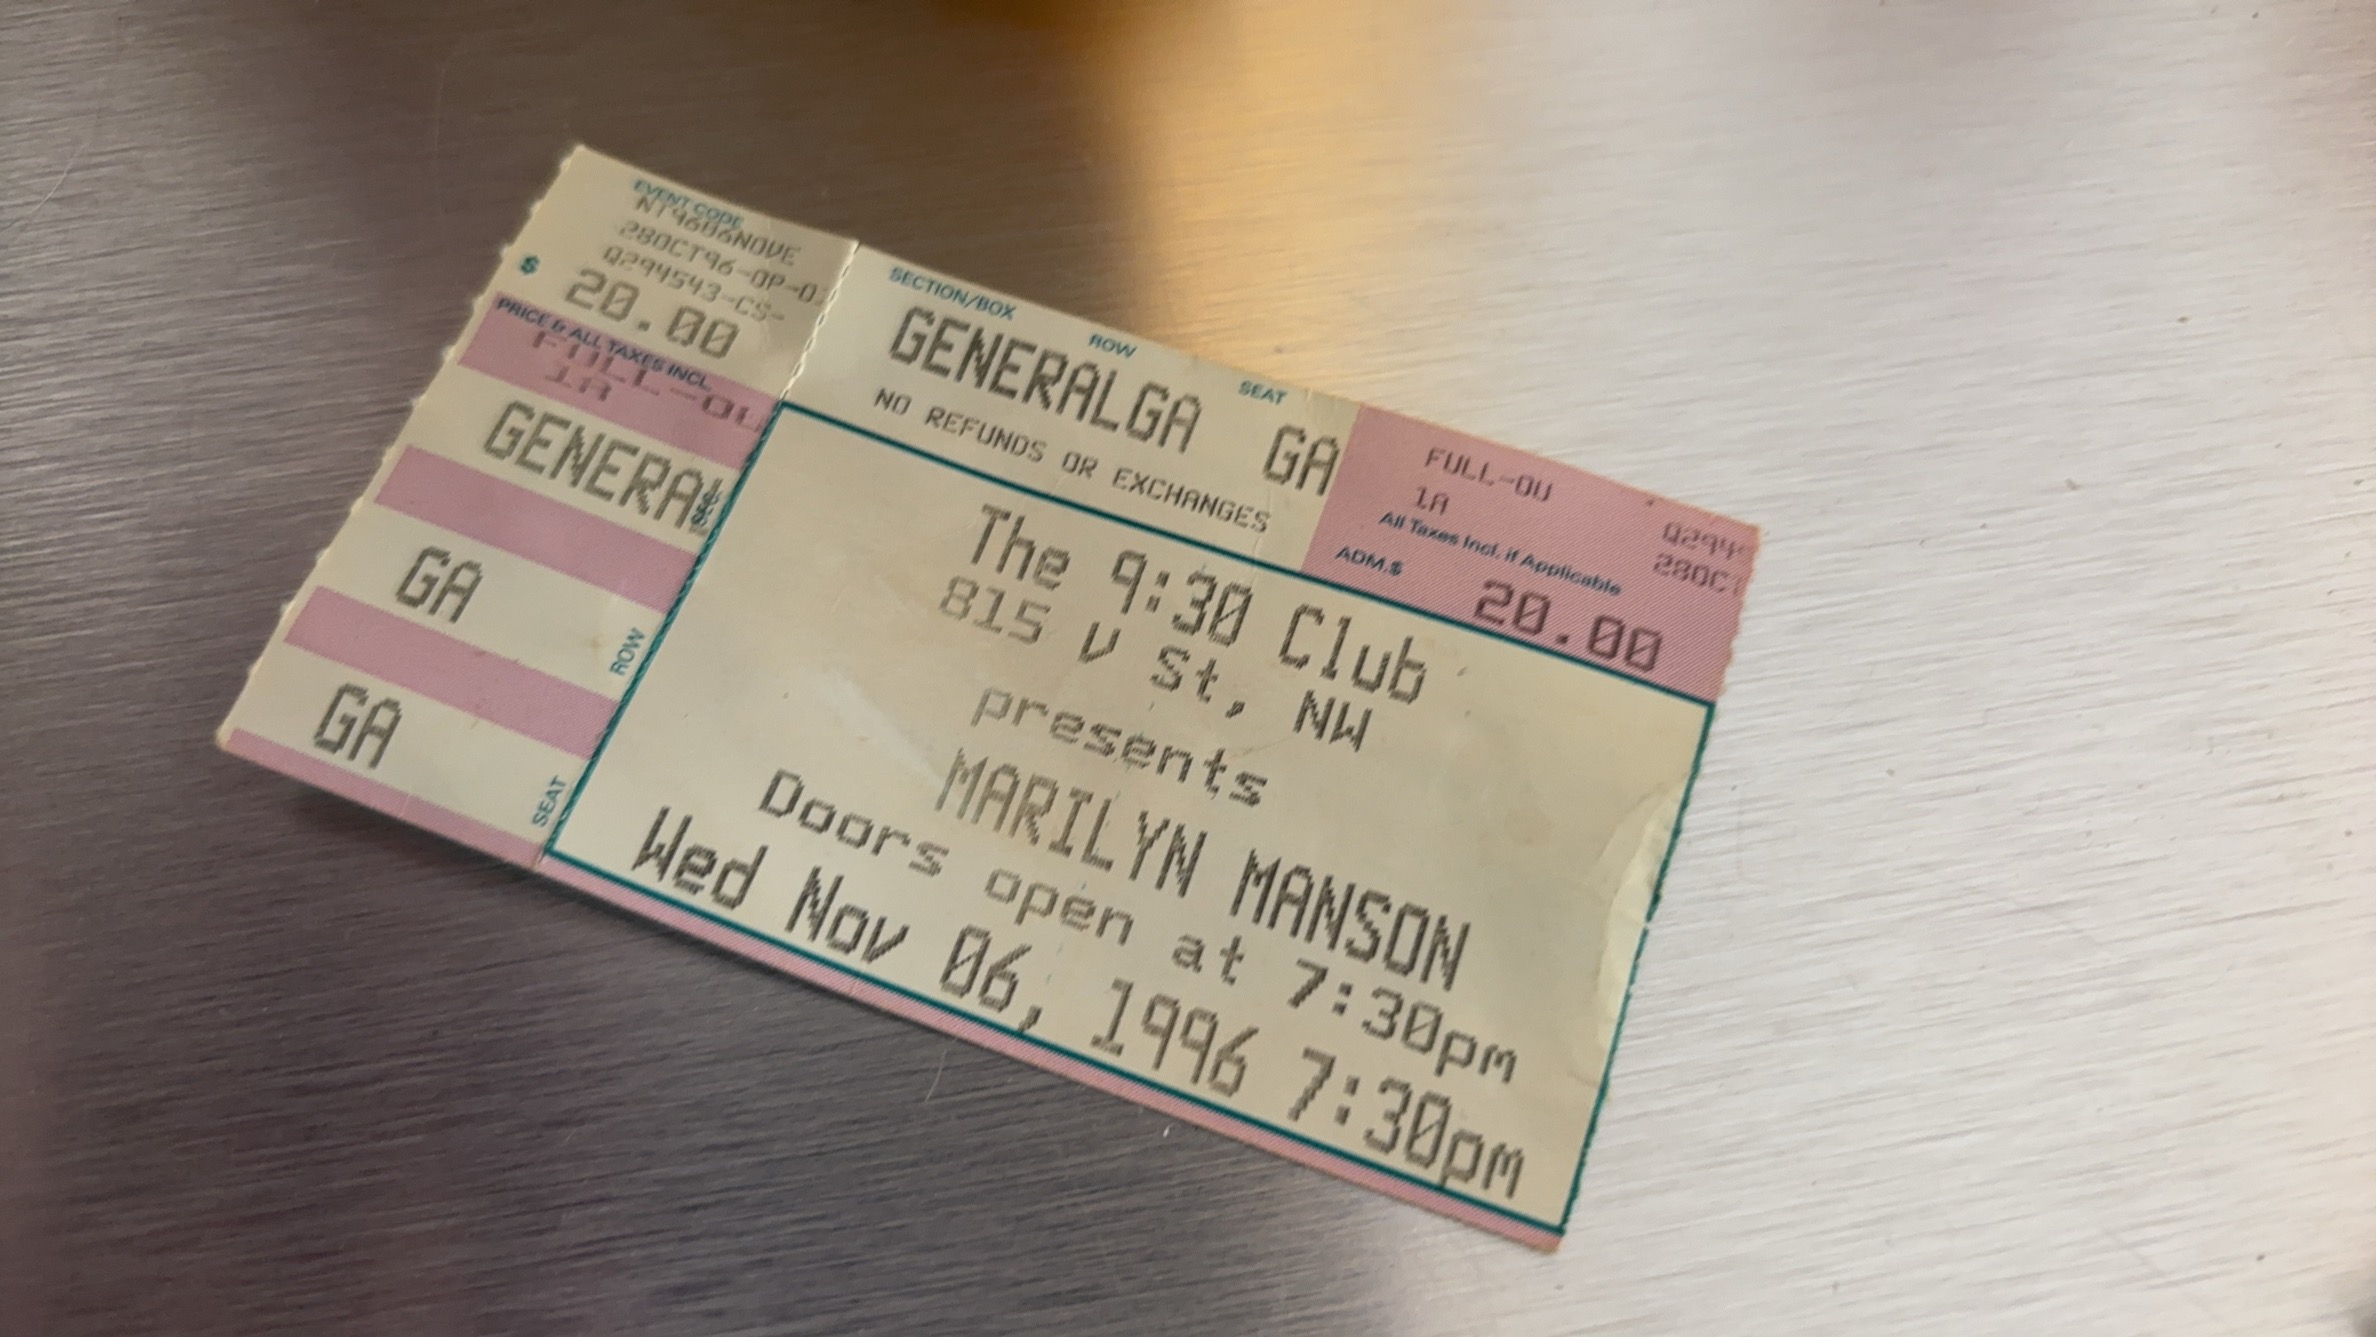 EVENT CODE
NT9606NOVE
28OCT96-OP-0
Q294543-CS-
$ 20.00
PRICE & ALL TAXES INCL.
FULL-OU
1A
GENERAL
SEC
GA
ROW
GA
SEAT
SECTION/BOX ROW SEAT
GENERALGA GA
NO REFUNDS OR EXCHANGES
FULL-OU
1A Q294
All Taxes Incl. if Applicable 28OCT
ADM.$ 20.00
The 9:30 Club
815 V St, NW
presents
MARILYN MANSON
Doors open at 7:30pm
Wed Nov 06, 1996 7:30pm